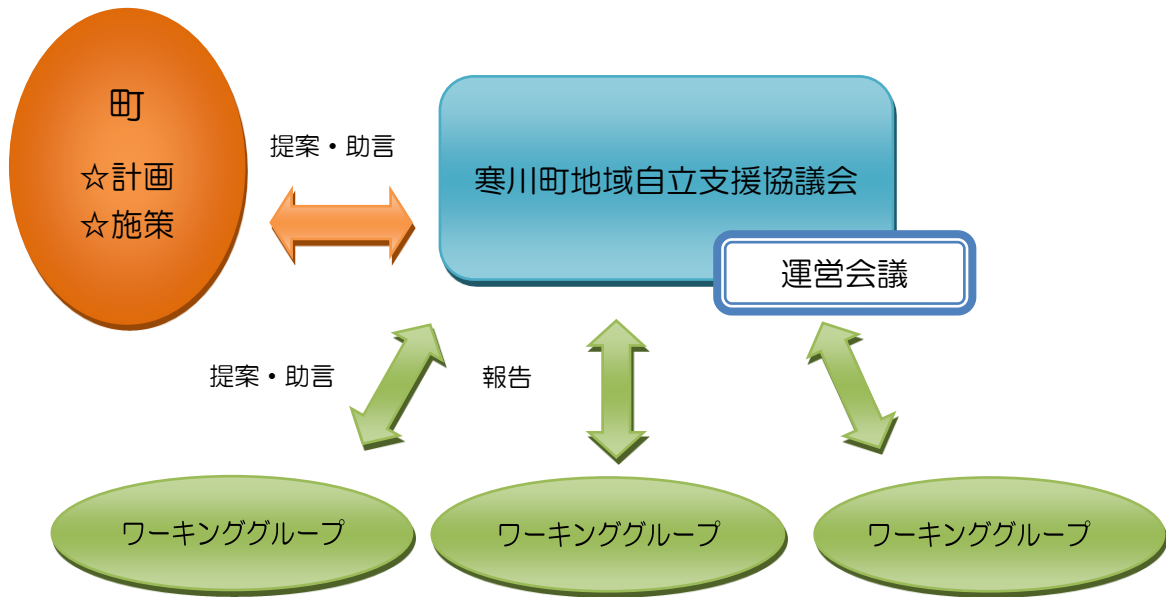 町
☆計画
☆施策
提案・助言
寒川町地域自立支援協議会
運営会議
提案・助言
報告
ワーキンググループ
ワーキンググループ
ワーキンググループ